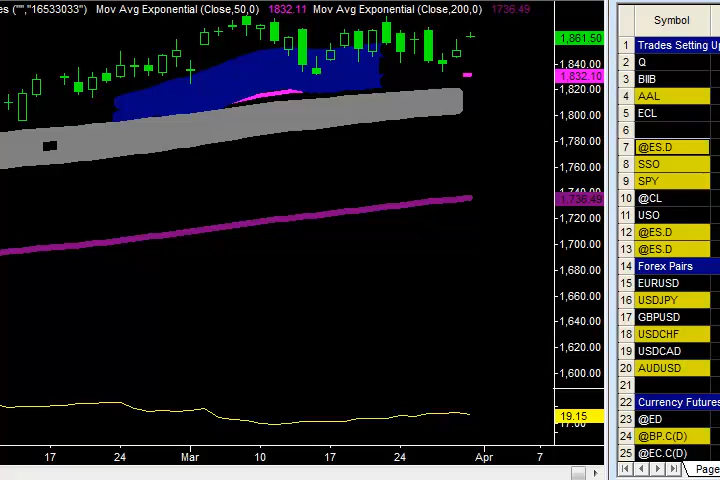 es ("","16533033") Mov Avg Exponential (Close,50,0) 1832.11 Mov Avg Exponential (Close,200,0) 1736.49
1,861.50
1,840.00
1,832.10
1,820.00
1,800.00
1,780.00
1,760.00
1,740.00
1,736.49
1,720.00
1,700.00
1,680.00
1,660.00
1,640.00
1,620.00
1,600.00
19.15
17.00
17 24 Mar 10 17 24 Apr 7
Symbol
1 Trades Setting Up
2 Q
3 BIIB
4 AAL
5 ECL
6
7 @ES.D
8 SSO
9 SPY
10 @CL
11 USO
12 @ES.D
13 @ES.D
14 Forex Pairs
15 EURUSD
16 USDJPY
17 GBPUSD
18 USDCHF
19 USDCAD
20 AUDUSD
21
22 Currency Futures
23 @ED
24 @BP.C(D)
25 @EC.C(D)
Page